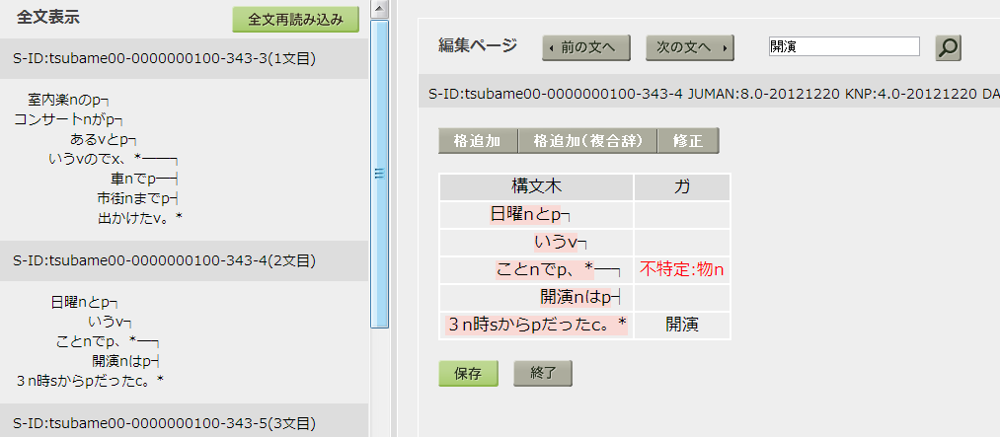 全文表示
全文再読み込み
S-ID:tsubame00-0000000100-343-3(1文目)
室内楽nのp┐
コンサートnがp┐
あるvとp┐
いうvのでx、*──┐
車nでp─┤
市街nまでp┤
出かけたv。*
S-ID:tsubame00-0000000100-343-4(2文目)
日曜nとp┐
いうv┐
ことnでp、*─┐
開演nはp┤
3n時sからpだったc。*
S-ID:tsubame00-0000000100-343-5(3文目)
編集ページ
前の文へ
次の文へ
開演
S-ID:tsubame00-0000000100-343-4 JUMAN:8.0-20121220 KNP:4.0-20121220 DA
格追加
格追加(複合辞)
修正
構文木 ガ
日曜nとp┐
いうv┐
ことnでp、*─┐ 不特定:物n
開演nはp┤
3n時sからpだったc。* 開演
保存
終了